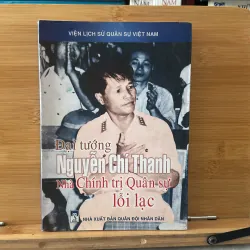 VIỆN LỊCH SỬ QUÂN SỰ VIỆT NAM
Đại tướng
Nguyễn Chí Thanh
Nhà Chính trị Quân sự
lỗi lạc
NHÀ XUẤT BẢN QUÂN ĐỘI NHÂN DÂN